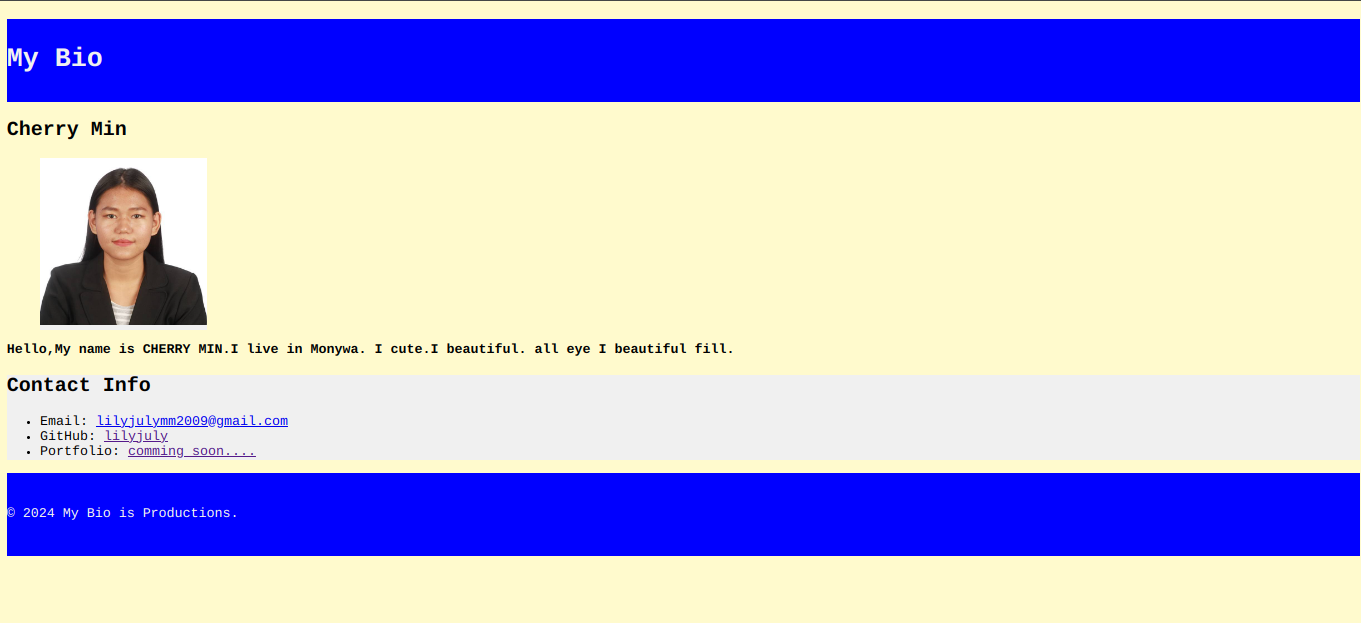 My Bio
Cherry Min
Hello,My name is CHERRY MIN.I live in Monywa. I cute.I beautiful. all eye I beautiful fill.
Contact Info
Email: lilyjulymm2009@gmail.com
GitHub: lilyjuly
Portfolio: comming soon....
© 2024 My Bio is Productions.